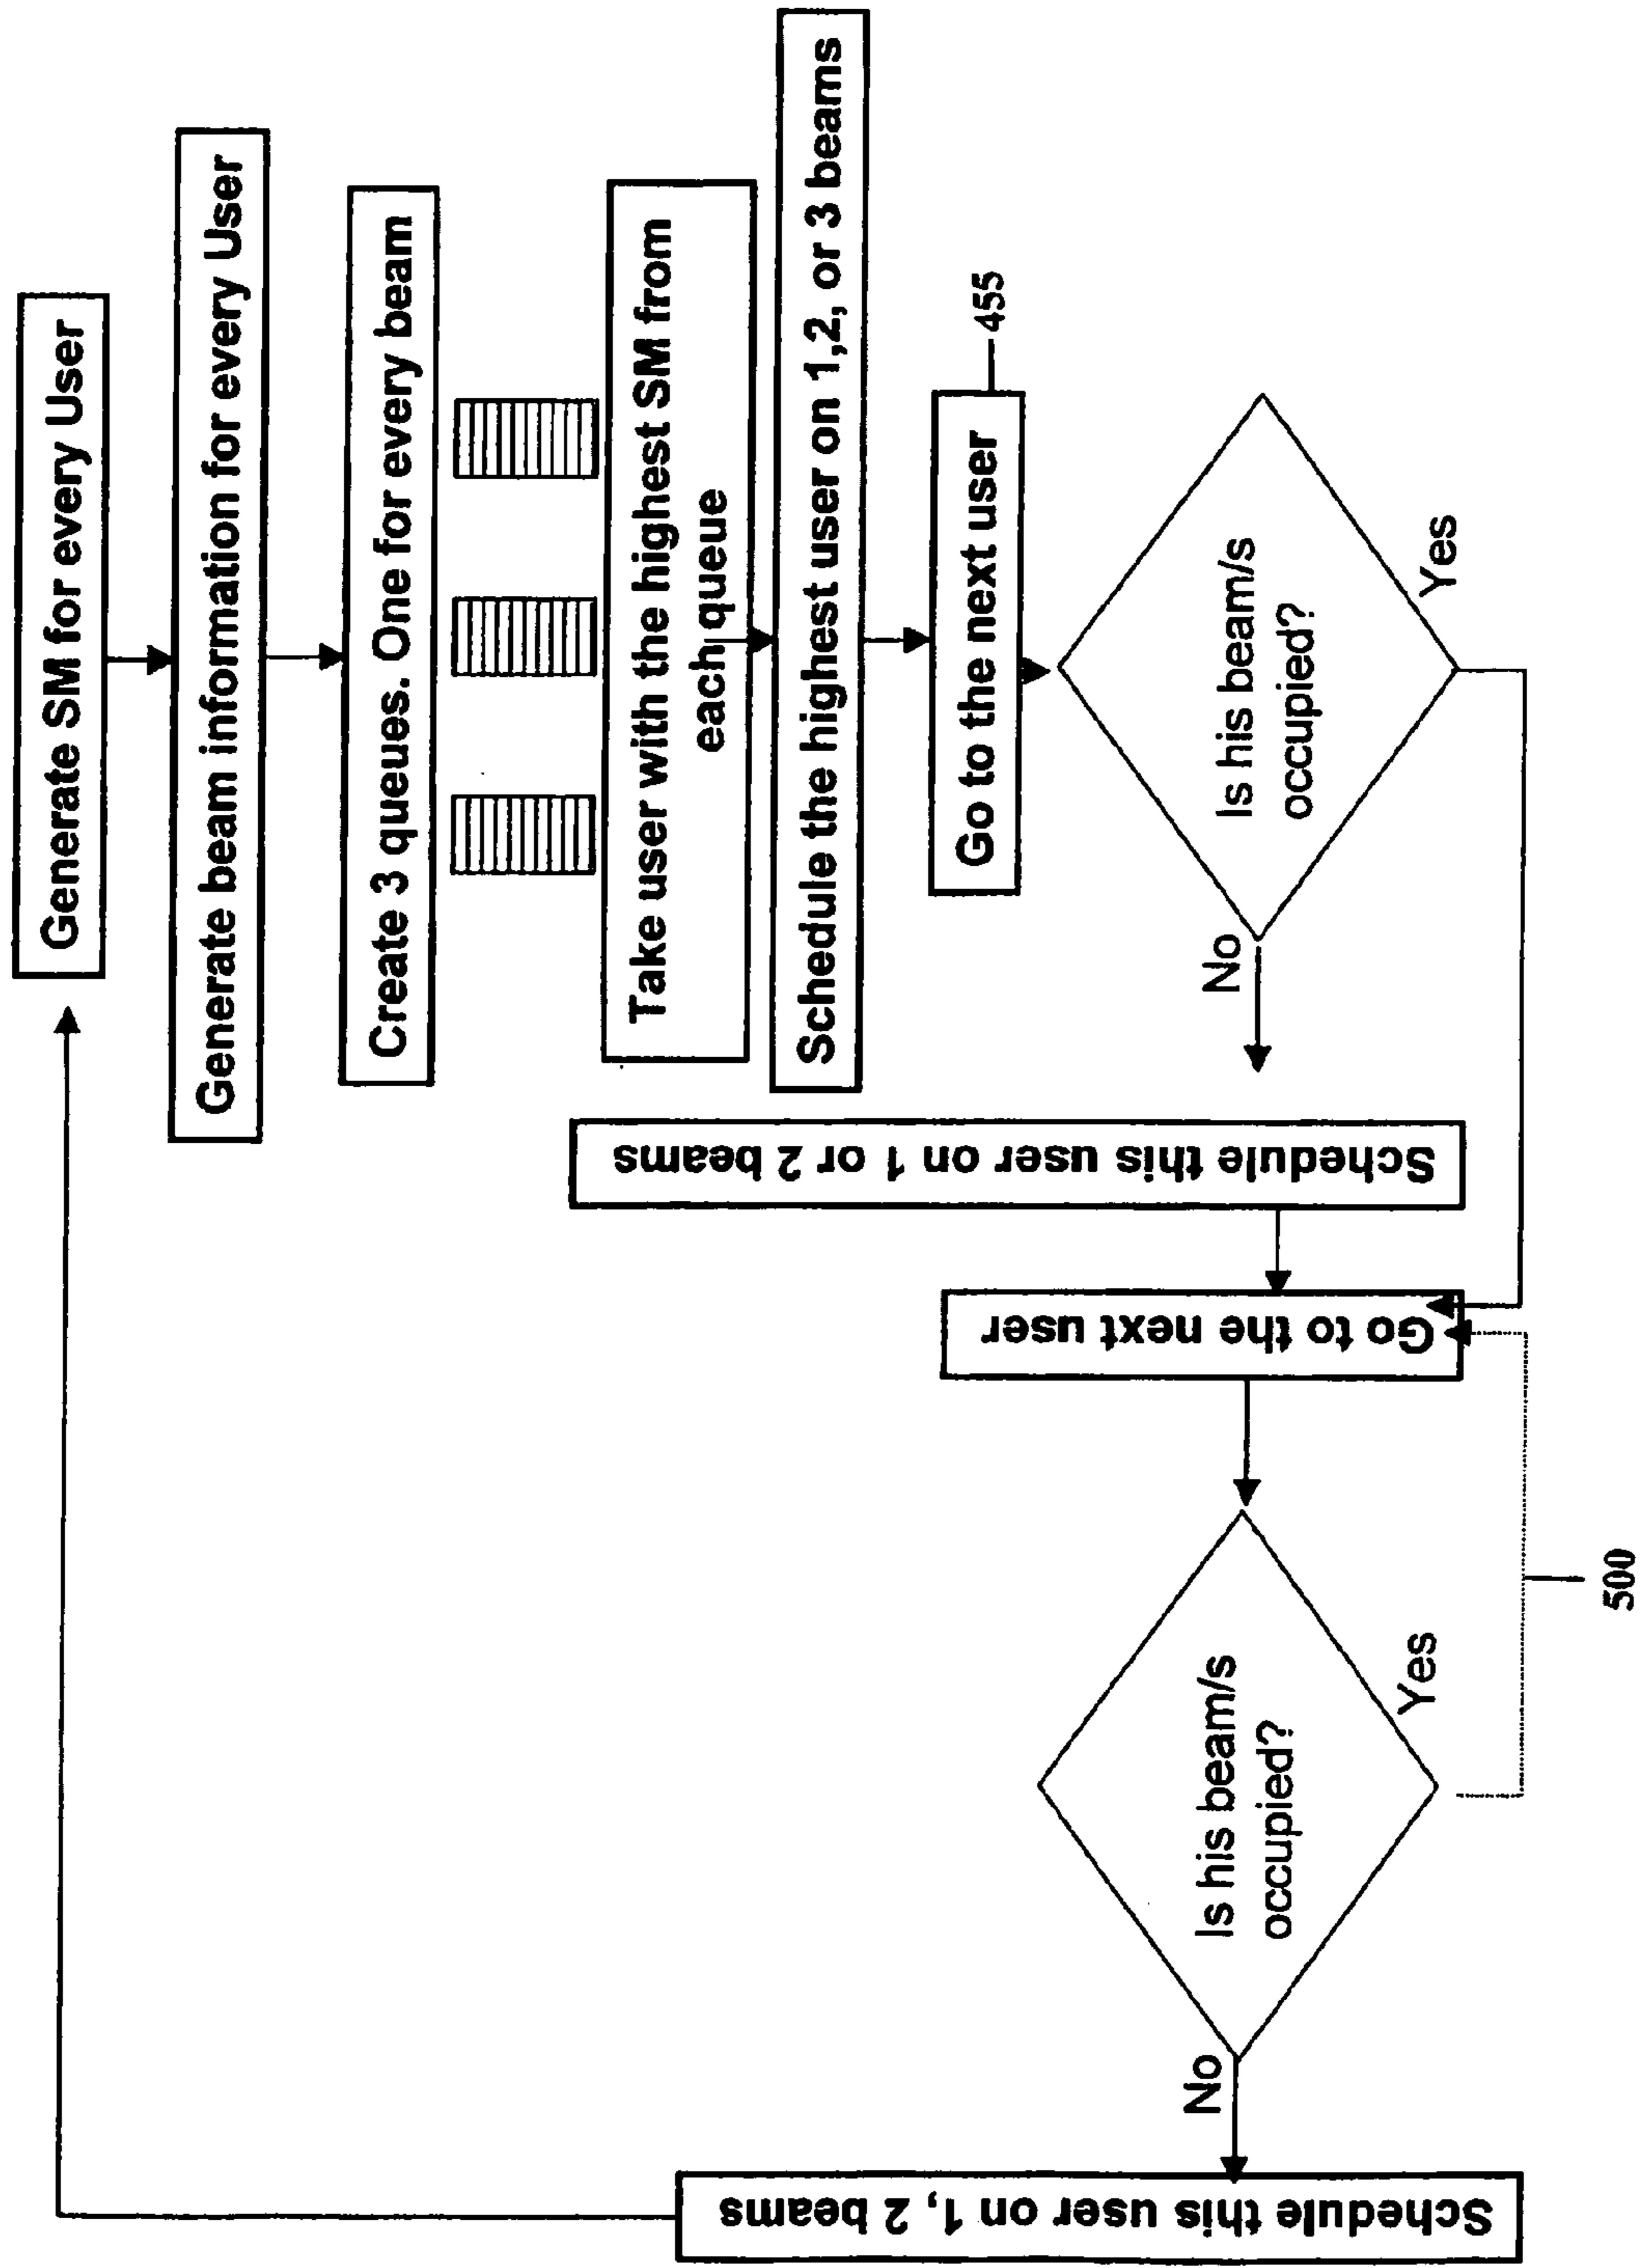 Generate SM for every User
Generate beam information for every User
Create 3 queues. One for every beam
Take user with the highest SM from
each queue
Schedule the highest user on 1,2, or 3 beams
Go to the next user
455
Is his beam/s
occupied?
Yes
No
Schedule this user on 1 or 2 beams
Go to the next user
Is his beam/s
occupied?
Yes
500
No
Schedule this user on 1, 2 beams